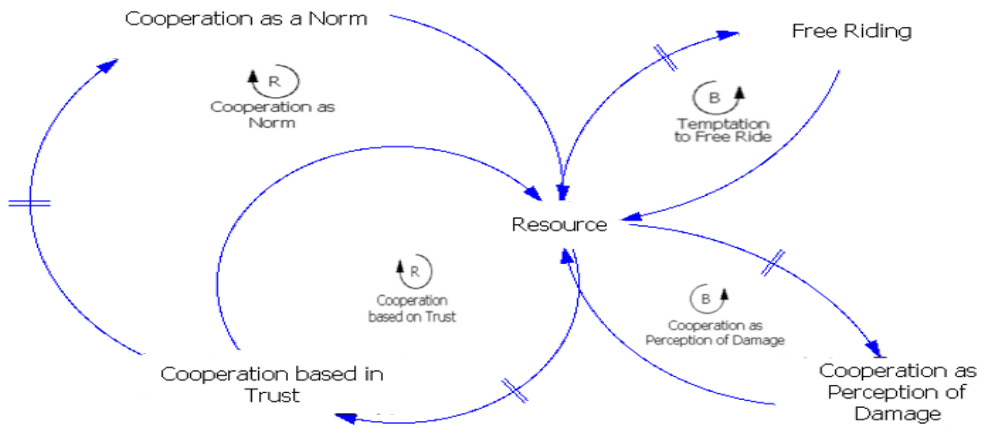 Cooperation as a Norm
Free Riding
R
Cooperation as
Norm
B
Temptation
to Free Ride
Resource
R
Cooperation
based on Trust
B
Cooperation as
Perception of Damage
Cooperation based in
Trust
Cooperation as
Perception of
Damage